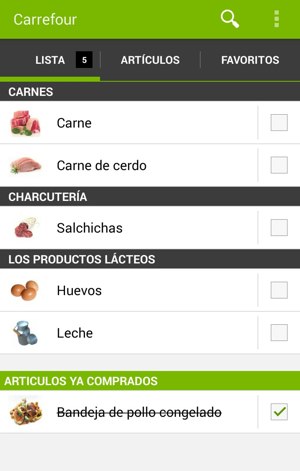 Carrefour
LISTA 5 ARTÍCULOS FAVORITOS
CARNES
Carne
Carne de cerdo
CHARCUTERÍA
Salchichas
LOS PRODUCTOS LÁCTEOS
Huevos
Leche
ARTICULOS YA COMPRADOS
Bandeja de pollo congelado